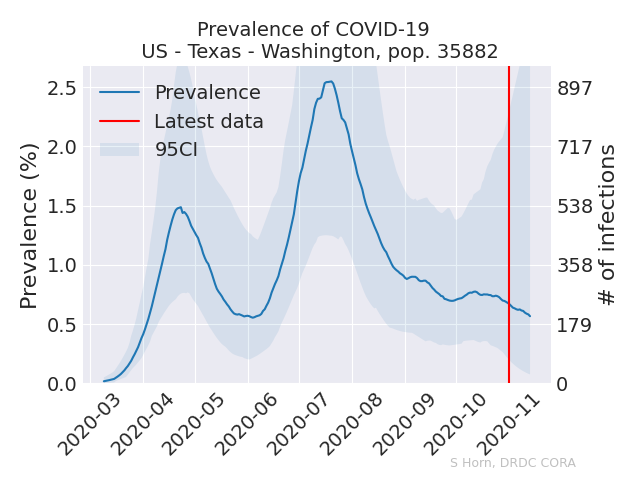 Prevalence of COVID-19
US - Texas - Washington, pop. 35882
Prevalence (%)
2.5
2.0
1.5
1.0
0.5
0.0
Prevalence
Latest data
95CI
897
717
538
358
179
0
# of infections
2020-03
2020-04
2020-05
2020-06
2020-07
2020-08
2020-09
2020-10
2020-11
S Horn, DRDC CORA